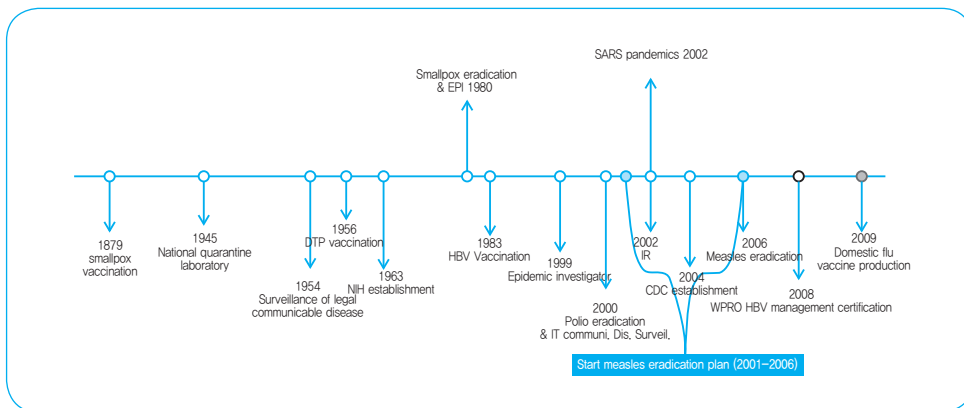 SARS pandemics 2002
Smallpox eradication
& EPI 1980
1879
smallpox
vaccination
1945
National quarantine
laboratory
1954
Surveillance of legal
communicable disease
1956
DTP vaccination
1963
NIH establishment
1983
HBV Vaccination
1999
Epidemic investigator
2000
Polio eradication
& IT communi. Dis. Surveil.
2002
IR
2004
CDC establishment
2006
Measles eradication
2008
WPRO HBV management certification
2009
Domestic flu
vaccine production
Start measles eradication plan (2001-2006)